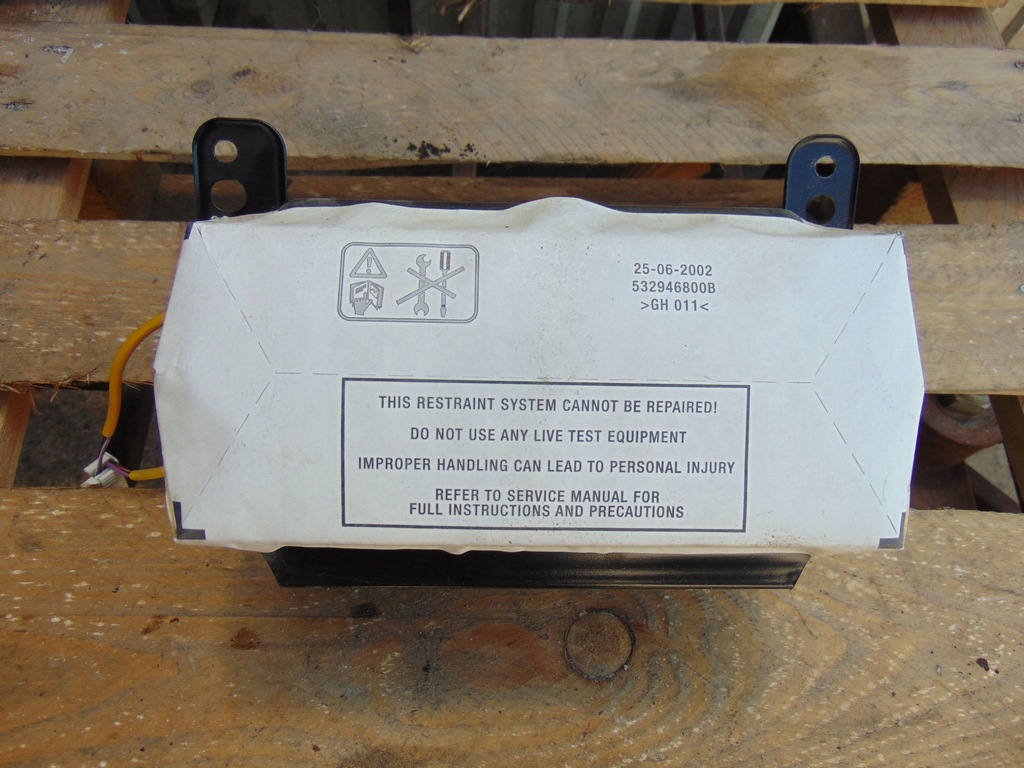 25-06-2002
532946800B
>GH 011<
THIS RESTRAINT SYSTEM CANNOT BE REPAIRED!
DO NOT USE ANY LIVE TEST EQUIPMENT
IMPROPER HANDLING CAN LEAD TO PERSONAL INJURY
REFER TO SERVICE MANUAL FOR
FULL INSTRUCTIONS AND PRECAUTIONS